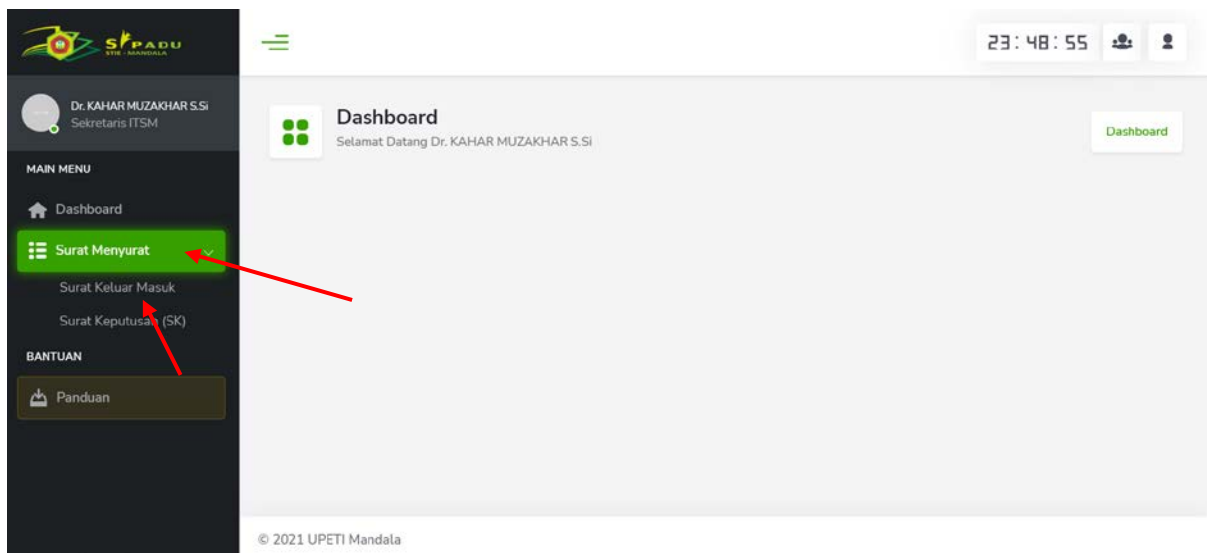 SIPADU
STIE - MANDALA
23:48:55
Dr. KAHAR MUZAKHAR S.Si
Sekretaris ITSM
Dashboard
Selamat Datang Dr. KAHAR MUZAKHAR S.Si
Dashboard
MAIN MENU
Dashboard
Surat Menyurat
Surat Keluar Masuk
Surat Keputusan (SK)
BANTUAN
Panduan
© 2021 UPETI Mandala